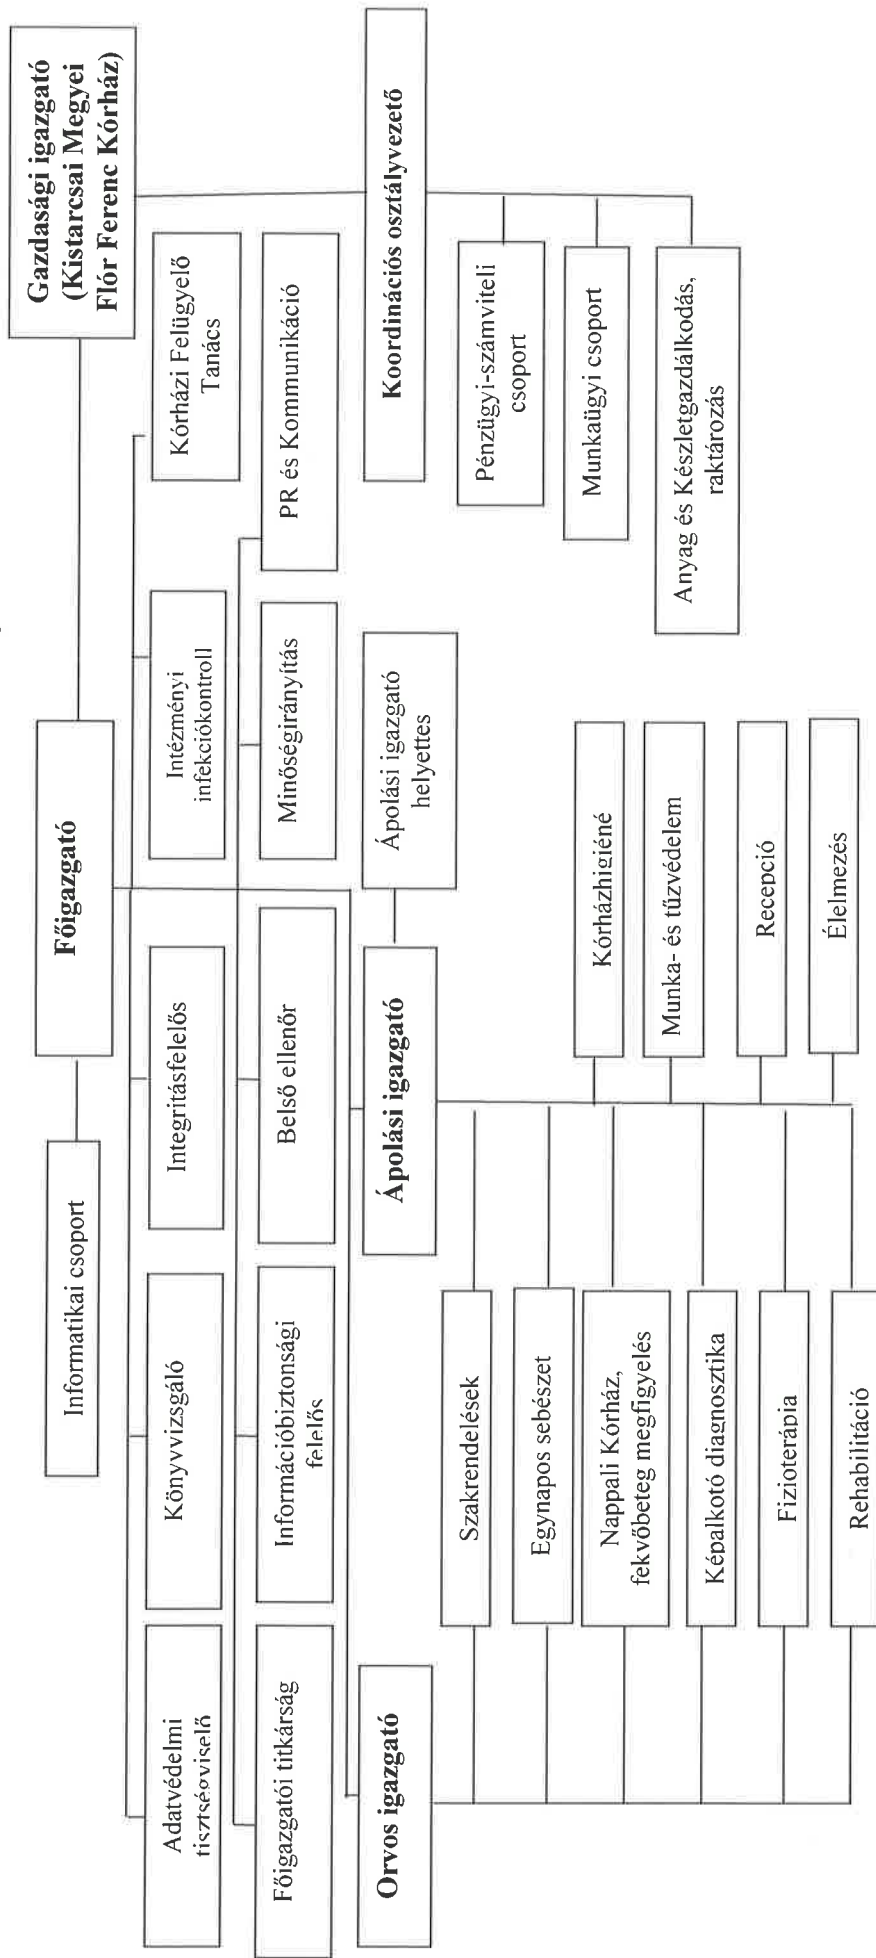 Gazdasági igazgató
(Kistarcsai Megyei
Flór Ferenc Kórház)
Főigazgató
Informatikai csoport
Adatvédelmi
tisztségviselő
Könyvvizsgáló
Integritásfelelős
Intézményi
infekciókontroll
Kórházi Felügyelő
Tanács
Főigazgatói titkárság
Információbiztonsági
felelős
Belső ellenőr
Minőségirányítás
PR és Kommunikáció
Orvos igazgató
Ápolási igazgató
Ápolási igazgató
helyettes
Koordinációs osztályvezető
Szakrendelések
Egynapos sebészet
Nappali Kórház,
fekvőbeteg megfigyelés
Képalkotó diagnosztika
Fizioterápia
Rehabilitáció
Kórházhigiéné
Munka- és tűzvédelem
Recepció
Élelmezés
Pénzügyi-számviteli
csoport
Munkaügyi csoport
Anyag és Készletgazdálkodás,
raktározás